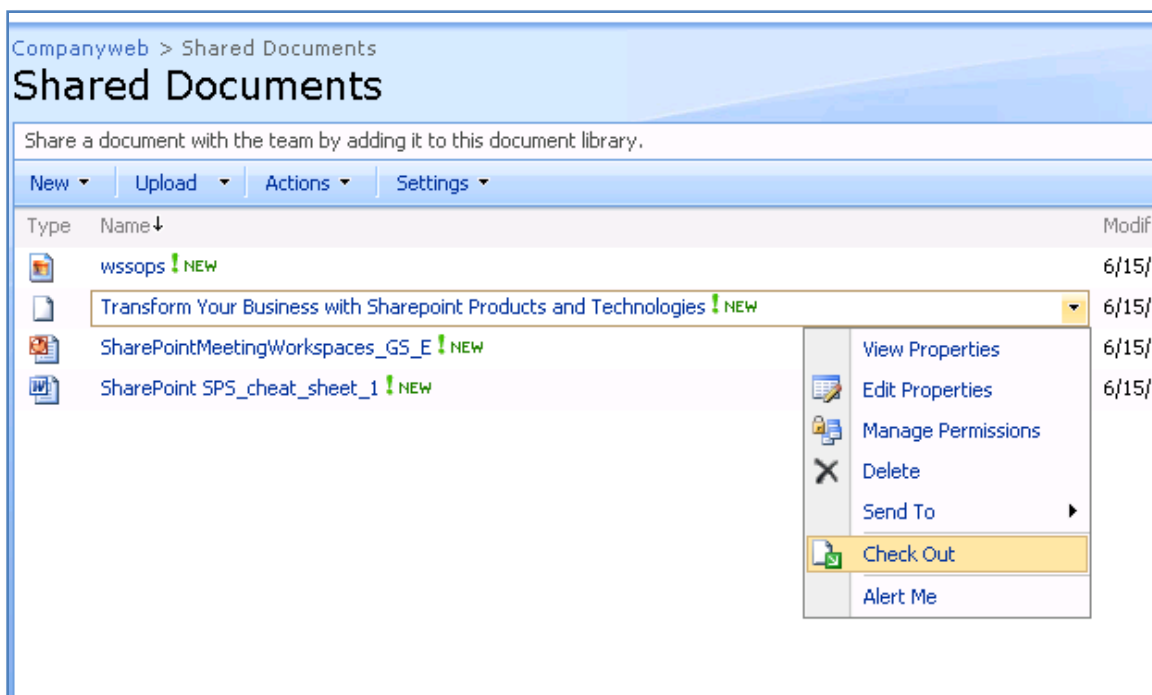 Companyweb > Shared Documents
Shared Documents
Share a document with the team by adding it to this document library.
New Upload Actions Settings
Type Name Modif
wssops ! NEW 6/15/
Transform Your Business with Sharepoint Products and Technologies ! NEW 6/15/
SharePointMeetingWorkspaces_GS_E ! NEW 6/15/
SharePoint SPS_cheat_sheet_1 ! NEW 6/15/
View Properties
Edit Properties
Manage Permissions
Delete
Send To
Check Out
Alert Me